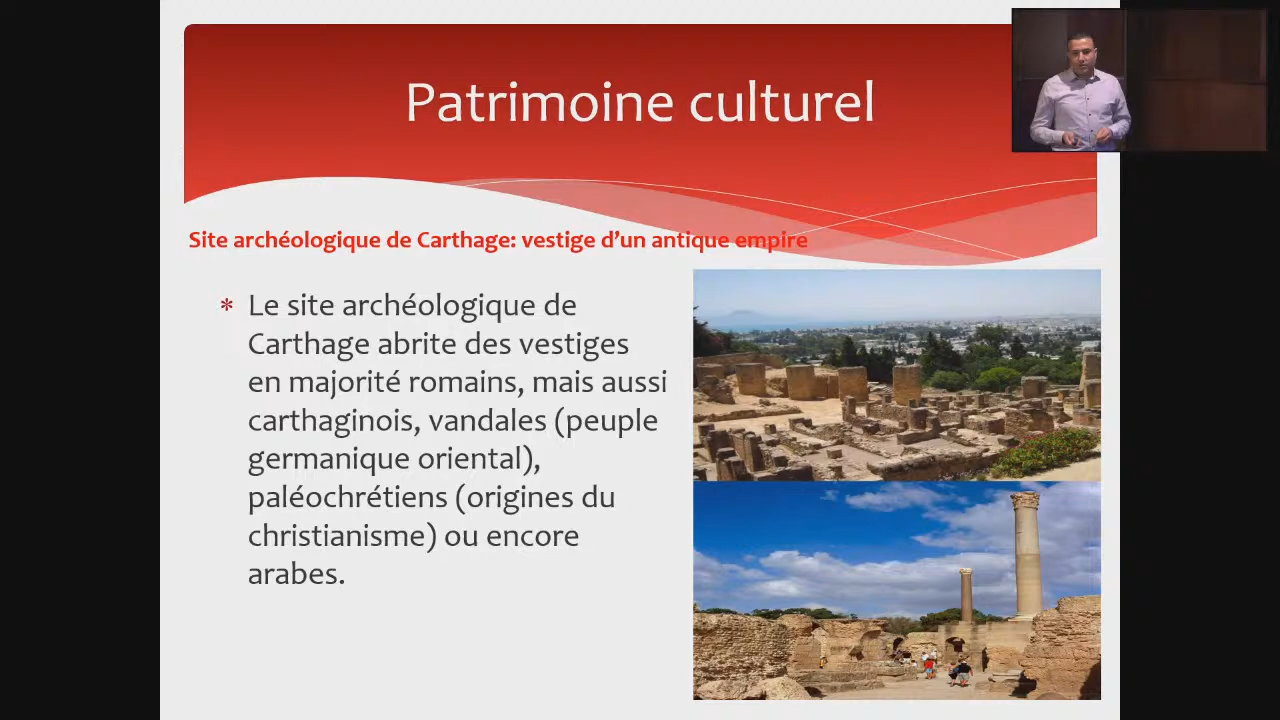 Patrimoine culturel
Site archéologique de Carthage: vestige d’un antique empire
* Le site archéologique de
Carthage abrite des vestiges
en majorité romains, mais aussi
carthaginois, vandales (peuple
germanique oriental),
paléochrétiens (origines du
christianisme) ou encore
arabes.